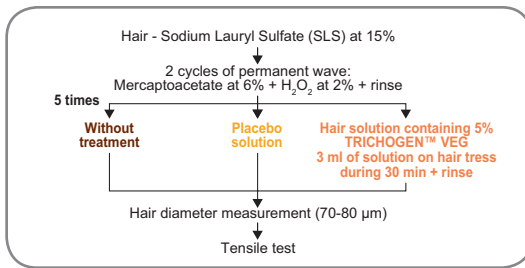 Hair - Sodium Lauryl Sulfate (SLS) at 15%
2 cycles of permanent wave:
Mercaptoacetate at 6% + H₂O₂ at 2% + rinse
5 times
Without
treatment
Placebo
solution
Hair solution containing 5%
TRICHOGEN™ VEG
3 ml of solution on hair tress
during 30 min + rinse
Hair diameter measurement (70-80 µm)
Tensile test